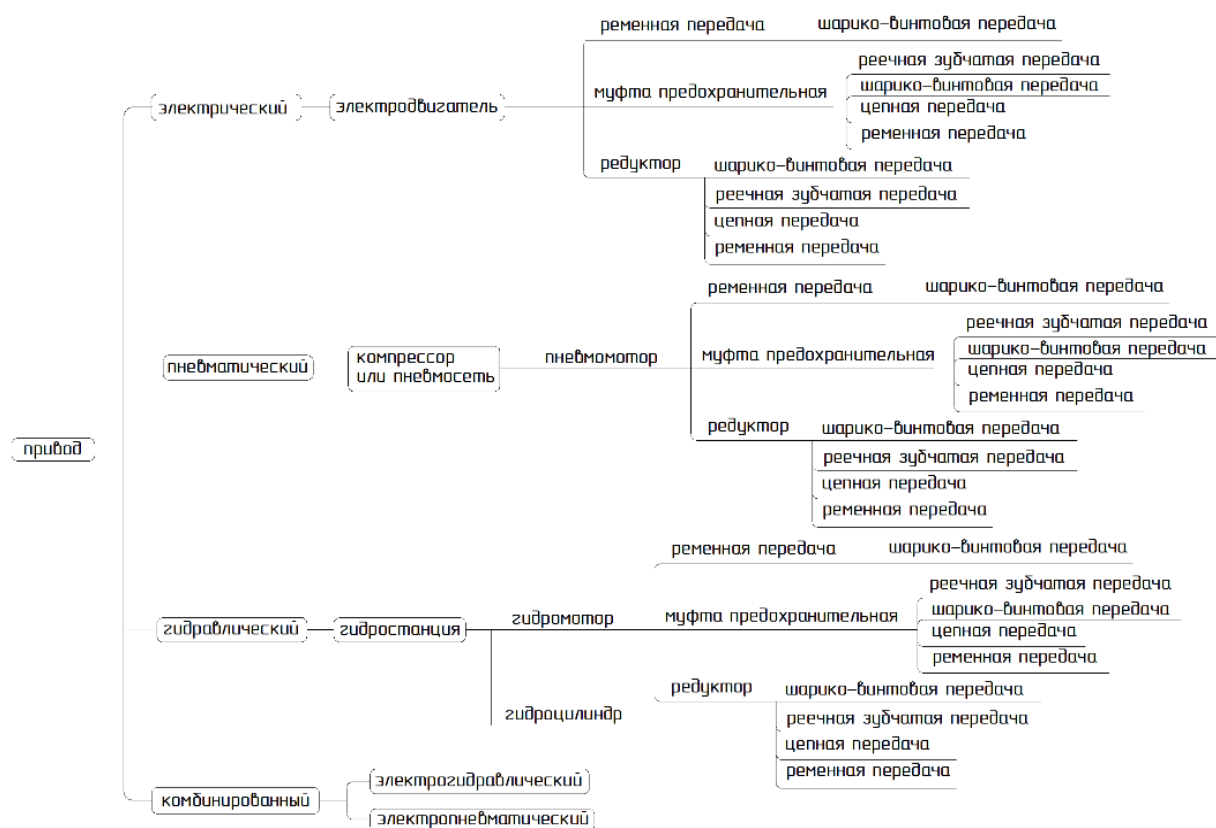 ременная передача
шарико-винтовая передача
реечная зубчатая передача
муфта предохранительная
шарико-винтовая передача
электрический
электродвигатель
цепная передача
ременная передача
редуктор
шарико-винтовая передача
реечная зубчатая передача
цепная передача
ременная передача
ременная передача
шарико-винтовая передача
реечная зубчатая передача
пневматический
компрессор
или пневмосеть
пневмомотор
муфта предохранительная
шарико-винтовая передача
цепная передача
ременная передача
редуктор
шарико-винтовая передача
привод
реечная зубчатая передача
цепная передача
ременная передача
ременная передача
шарико-винтовая передача
реечная зубчатая передача
гидравлический
гидростанция
гидромотор
муфта предохранительная
шарико-винтовая передача
цепная передача
ременная передача
редуктор
шарико-винтовая передача
гидроцилиндр
реечная зубчатая передача
цепная передача
ременная передача
электрогидравлический
комбинированный
электропневматический